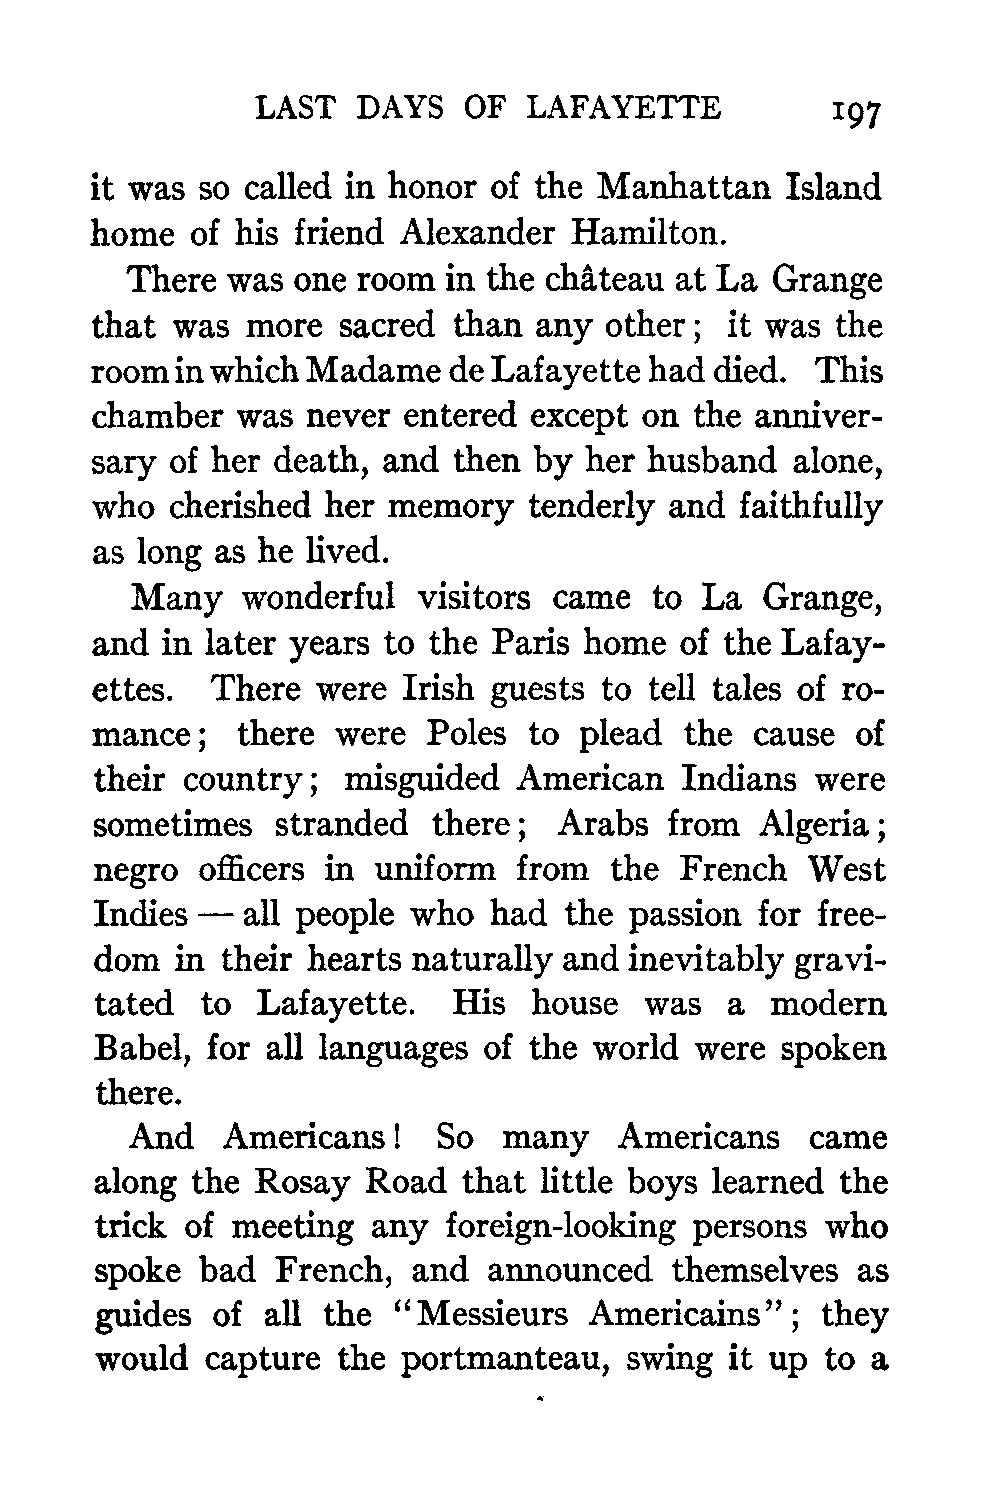 LAST DAYS OF LAFAYETTE 197
it was so called in honor of the Manhattan Island
home of his friend Alexander Hamilton.
There was one room in the château at La Grange
that was more sacred than any other; it was the
room in which Madame de Lafayette had died. This
chamber was never entered except on the anniver-
sary of her death, and then by her husband alone,
who cherished her memory tenderly and faithfully
as long as he lived.
Many wonderful visitors came to La Grange,
and in later years to the Paris home of the Lafay-
ettes. There were Irish guests to tell tales of ro-
mance; there were Poles to plead the cause of
their country; misguided American Indians were
sometimes stranded there; Arabs from Algeria;
negro officers in uniform from the French West
Indies — all people who had the passion for free-
dom in their hearts naturally and inevitably gravi-
tated to Lafayette. His house was a modern
Babel, for all languages of the world were spoken
there.
And Americans! So many Americans came
along the Rosay Road that little boys learned the
trick of meeting any foreign-looking persons who
spoke bad French, and announced themselves as
guides of all the "Messieurs Americains"; they
would capture the portmanteau, swing it up to a